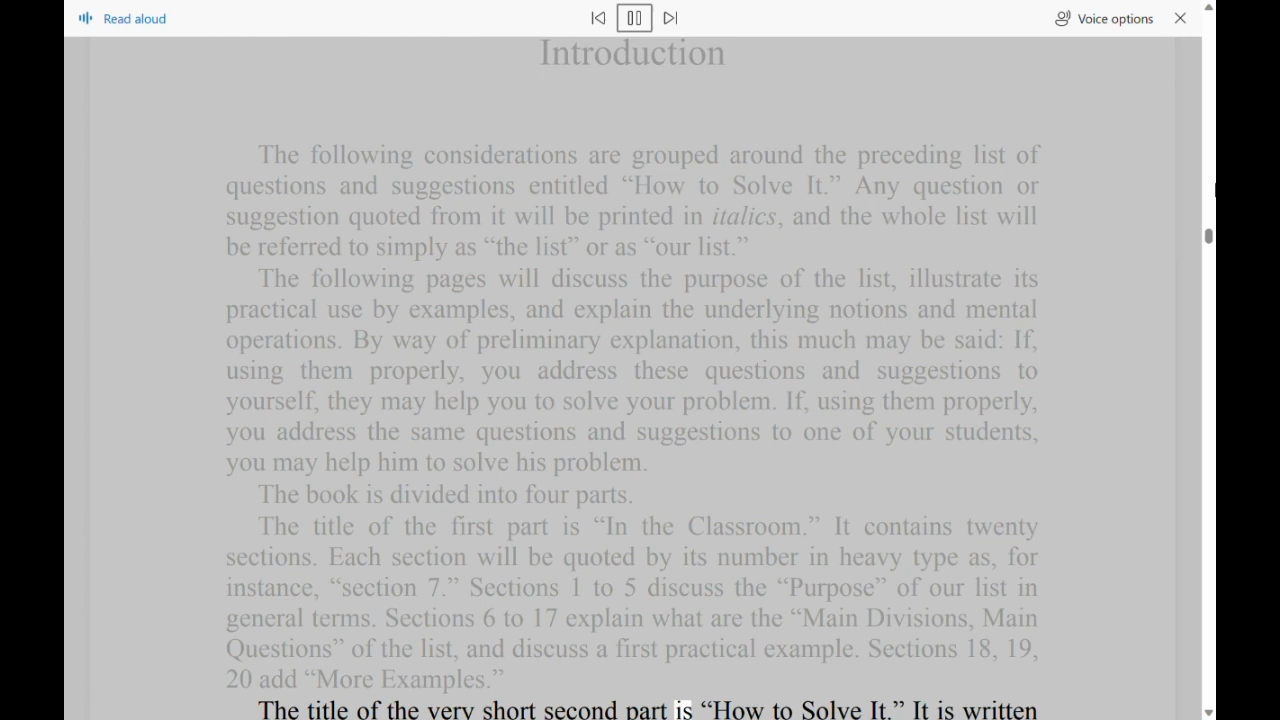 Read aloud
Voice options
Introduction
The following considerations are grouped around the preceding list of
questions and suggestions entitled “How to Solve It.” Any question or
suggestion quoted from it will be printed in italics, and the whole list will
be referred to simply as “the list” or as “our list.”
The following pages will discuss the purpose of the list, illustrate its
practical use by examples, and explain the underlying notions and mental
operations. By way of preliminary explanation, this much may be said: If,
using them properly, you address these questions and suggestions to
yourself, they may help you to solve your problem. If, using them properly,
you address the same questions and suggestions to one of your students,
you may help him to solve his problem.
The book is divided into four parts.
The title of the first part is “In the Classroom.” It contains twenty
sections. Each section will be quoted by its number in heavy type as, for
instance, “section 7.” Sections 1 to 5 discuss the “Purpose” of our list in
general terms. Sections 6 to 17 explain what are the “Main Divisions, Main
Questions” of the list, and discuss a first practical example. Sections 18, 19,
20 add “More Examples.”
The title of the very short second part is “How to Solve It.” It is written